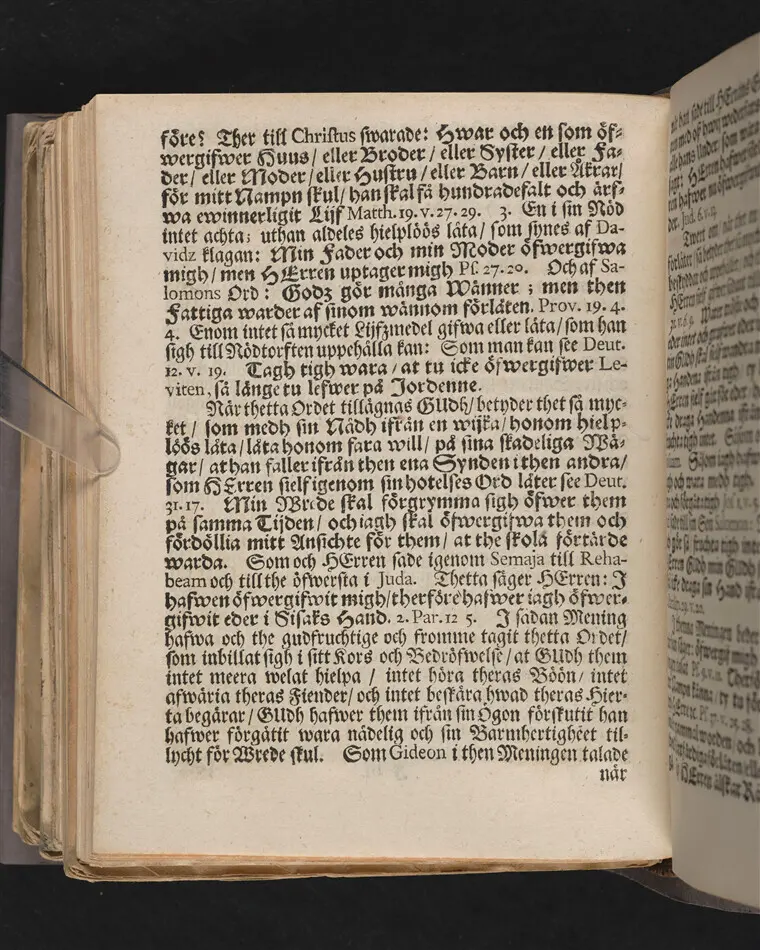 före? Ther till Christus swarade: Hwar och en som öf-
wergifwer Huus/ eller Broder/ eller Syster/ eller Fa-
der/ eller Moder/ eller Hustru/ eller Barn/ eller Åkrar/
för mitt Nampn skul/ han skal få hundradefalt och ärf-
wa ewinnerligit Lijf Matth. 19. v. 27. 29. 3. En i sin Nöd
intet achta; uthan aldeles hielplöös låta/ som synes af Da-
vidz klagan: Min Fader och min Moder öfwergifwa
migh/ men HErren uptager migh Ps. 27. 20. Och af Sa-
lomons Ord: Godz gör många Wänner; men then
Fattiga warder af sinom wännom förlåten. Prov. 19. 4.
4. Enom intet så mycket Lijfzmedel gifwa eller låta/ som han
sigh till Nödtorften uppehålla kan: Som man kan see Deut.
12. v. 19. Tagh tigh wara/ at tu icke öfwergifwer Le-
viten, så länge tu lefwer på Jordenne.
När thetta Ordet tillägnas GUdh/ betyder thet så myc-
ket/ som medh sin Nådh ifrån en wijka/ honom hielp-
löös låta/ låta honom fara will/ på sina skadeliga Wä-
gar/ at han faller ifrån then ena Synden i then andra/
som HErren sielf igenom sin hotelses Ord låter see Deut.
31. 17. Min Wrede skal förgrymma sigh öfwer them
på samma Tijden/ och iagh skal öfwergifwa them och
fördöllia mitt Ansichte för them/ at the skola förtärde
warda. Som och HErren sade igenom Semaja till Reha-
beam och till the öfwersta i Juda. Thetta säger HErren: I
hafwen öfwergifwit migh/ therföre hafwer iagh öfwer-
gifwit eder i Sisaks Hand. 2. Par. 12 5. I sådan Mening
hafwa och the gudfruchtige och fromme tagit thetta Ordet/
som inbillat sigh i sitt Kors och Bedröfwelse/ at GUdh them
intet meera welat hielpa/ intet höra theras Böön/ intet
afwäria theras Fiender/ och intet beskära hwad theras Hier-
ta begärar/ GUdh hafwer them ifrån sin Ögon förskutit han
hafwer förgätit wara nådelig och sin Barmhertigheet til-
lycht för Wrede skul. Som Gideon i then Meningen talade
när